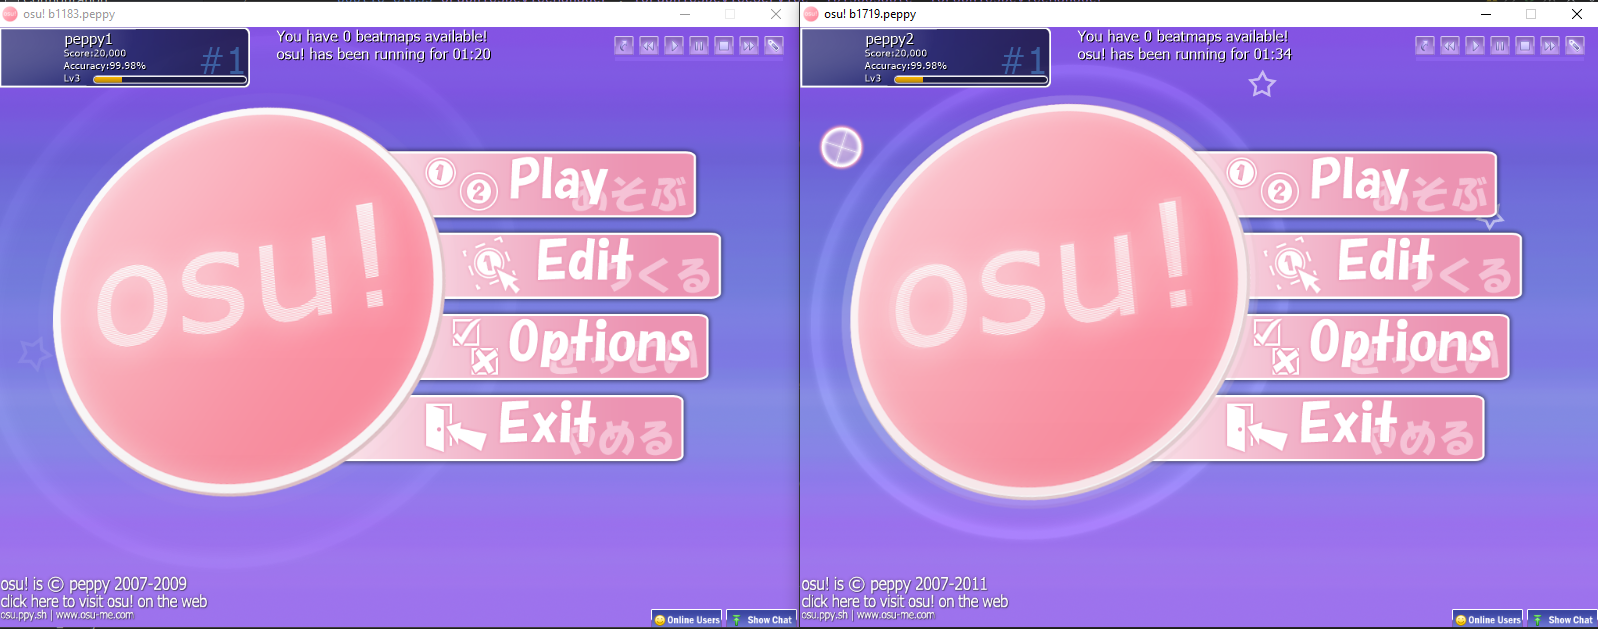 osu! b1183.peppy
peppy1
Score:20,000
Accuracy:99.98%
Lv3
#1
You have 0 beatmaps available!
osu! has been running for 01:20
osu!
1 2 Play
あそぶ
1 Edit
つくる
Options
せってい
Exit
やめる
osu! is © peppy 2007-2009
click here to visit osu! on the web
osu.ppy.sh | www.osu-me.com
Online Users
Show Chat
osu! b1719.peppy
peppy2
Score:20,000
Accuracy:99.98%
Lv3
#1
You have 0 beatmaps available!
osu! has been running for 01:34
osu!
1 2 Play
あそぶ
1 Edit
つくる
Options
せってい
Exit
やめる
osu! is © peppy 2007-2011
click here to visit osu! on the web
osu.ppy.sh | www.osu-me.com
Online Users
Show Chat